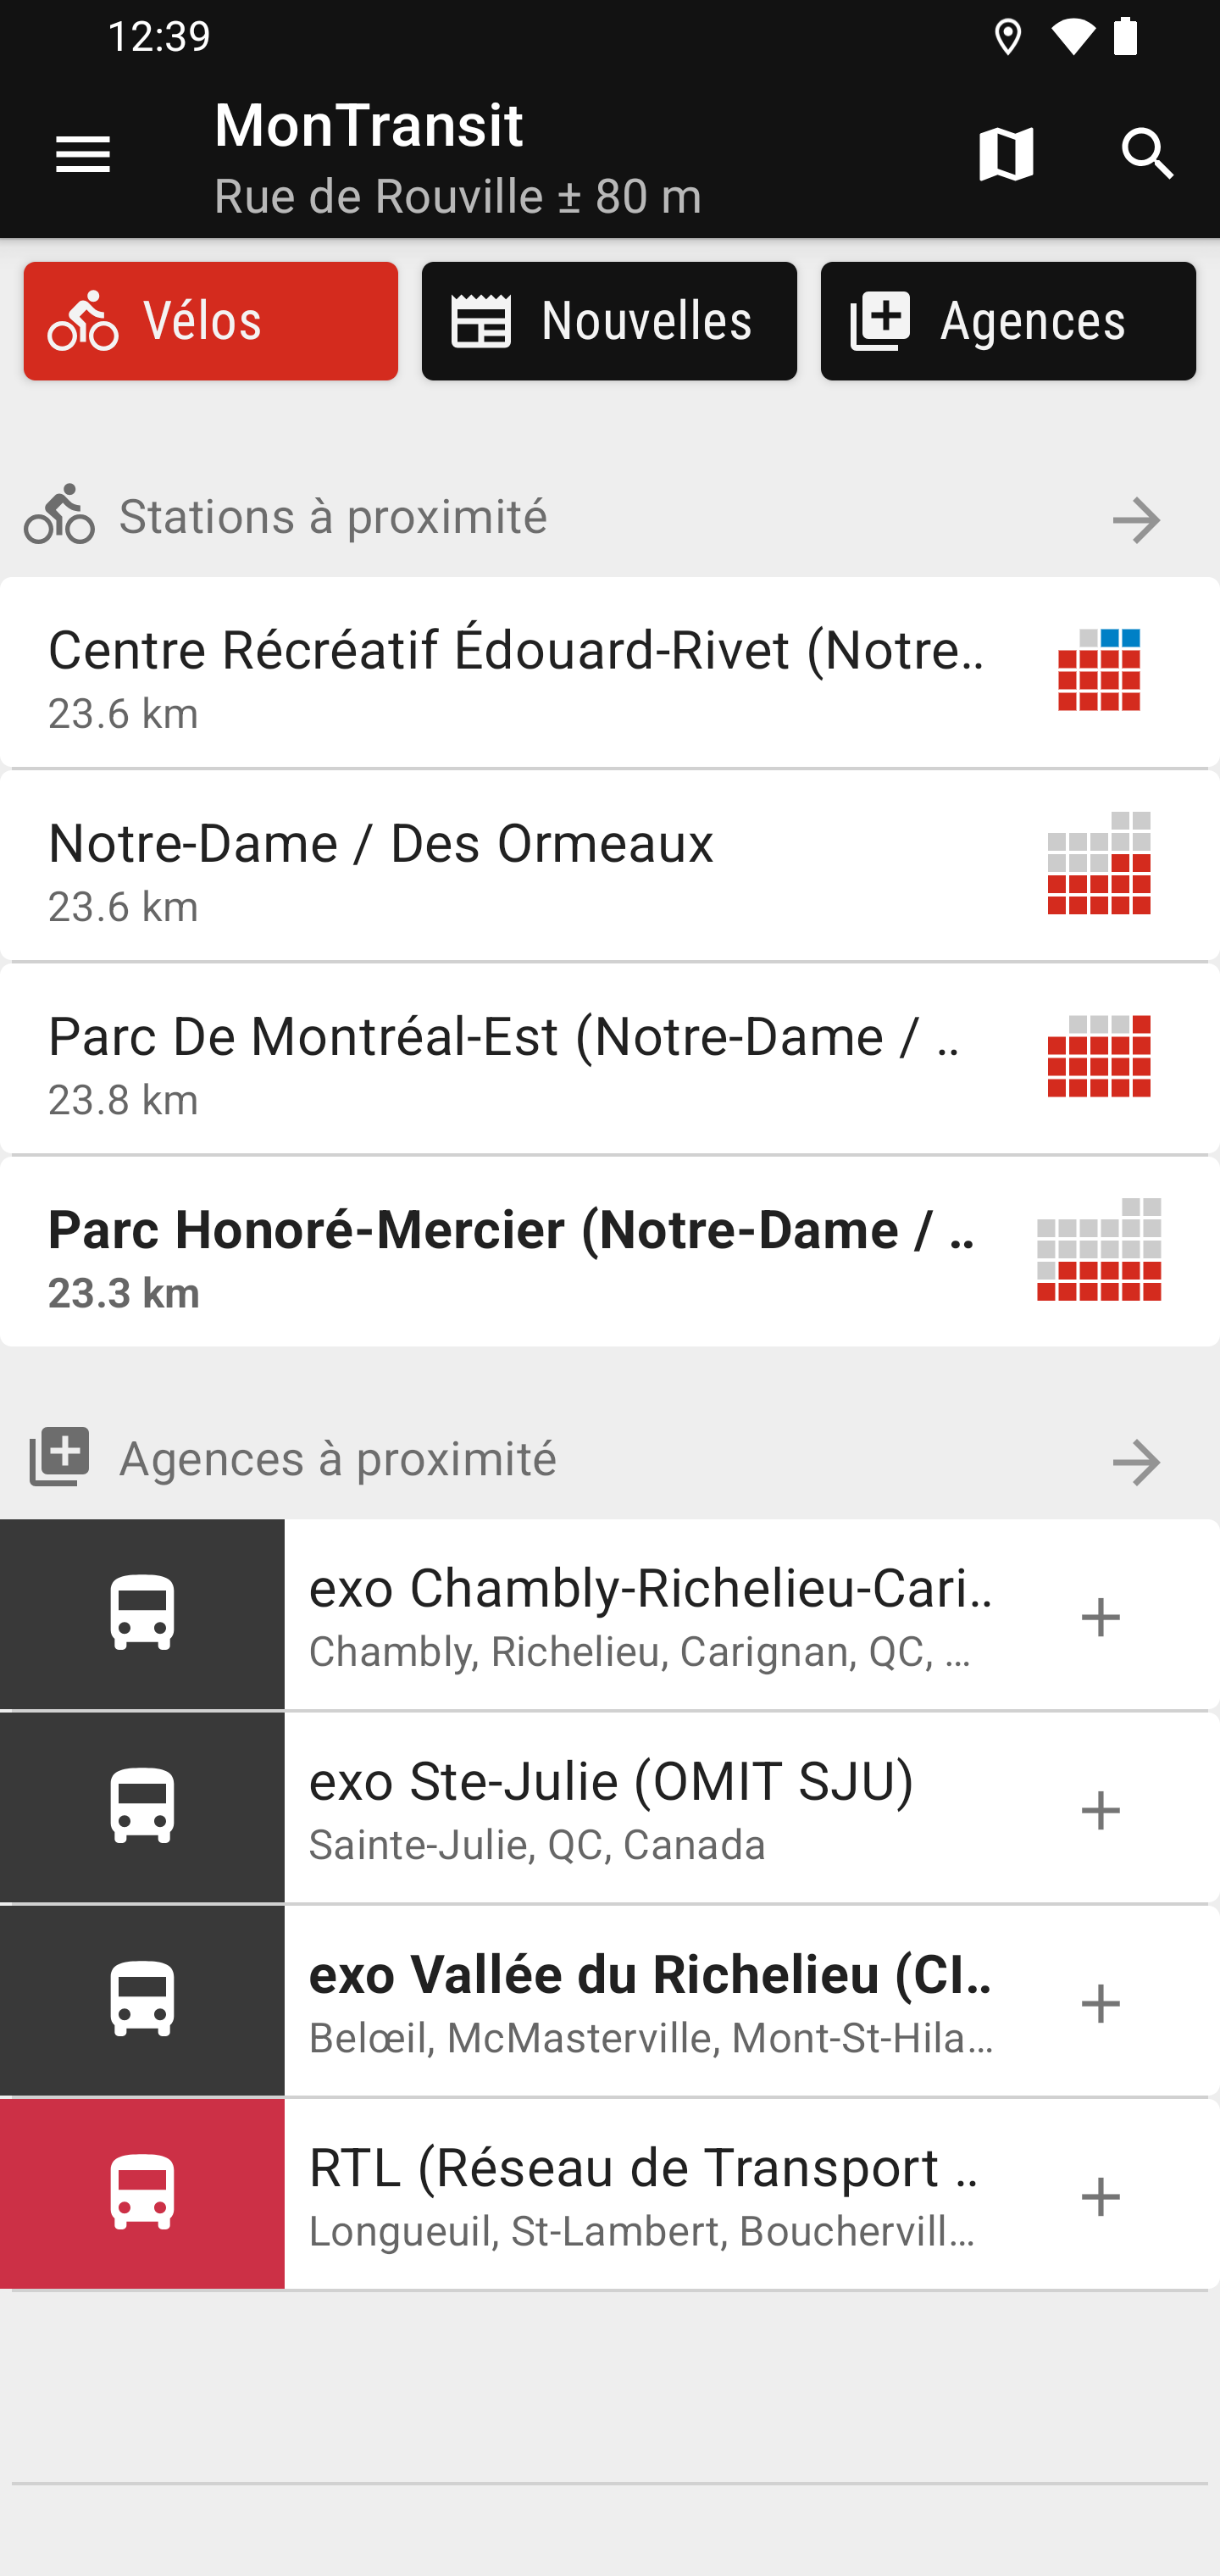 12:39
MonTransit
Rue de Rouville ± 80 m
Vélos
Nouvelles
Agences
Stations à proximité
Centre Récréatif Édouard-Rivet (Notre..
23.6 km
Notre-Dame / Des Ormeaux
23.6 km
Parc De Montréal-Est (Notre-Dame / ..
23.8 km
Parc Honoré-Mercier (Notre-Dame / ..
23.3 km
Agences à proximité
exo Chambly-Richelieu-Cari..
Chambly, Richelieu, Carignan, QC, ...
exo Ste-Julie (OMIT SJU)
Sainte-Julie, QC, Canada
exo Vallée du Richelieu (CI..
Belœil, McMasterville, Mont-St-Hila...
RTL (Réseau de Transport ..
Longueuil, St-Lambert, Bouchervill...